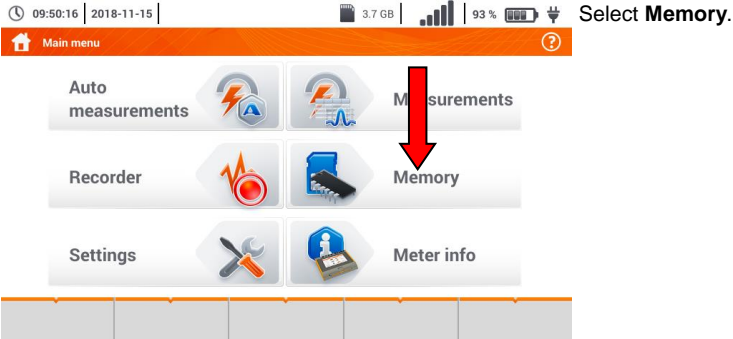 09:50:16 2018-11-15 3.7 GB 93 %
Select Memory.
Main menu
Auto
measurements
M surements
Recorder
Memory
Settings
Meter info